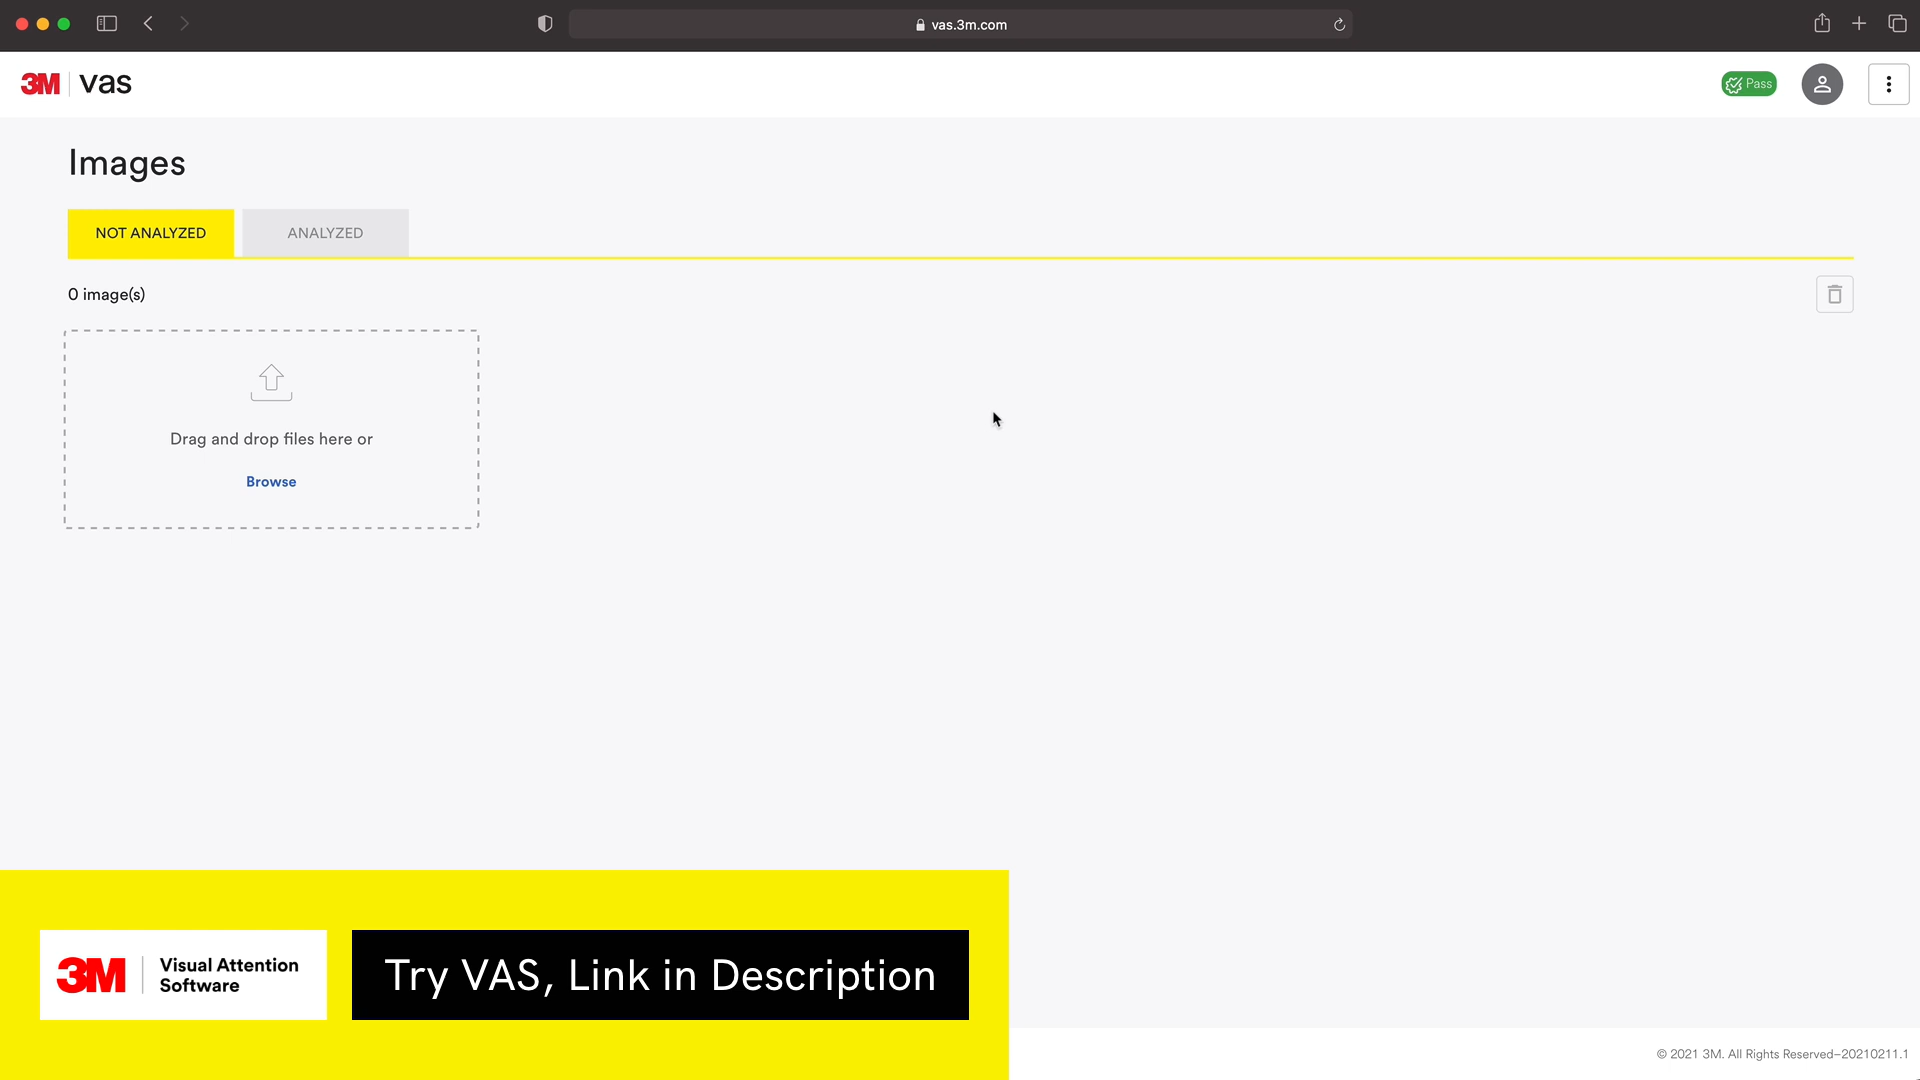 vas.3m.com
3M vas
Pass
Images
NOT ANALYZED
ANALYZED
0 image(s)
Drag and drop files here or
Browse
3M
Visual Attention
Software
Try VAS, Link in Description
© 2021 3M. All Rights Reserved–20210211.1